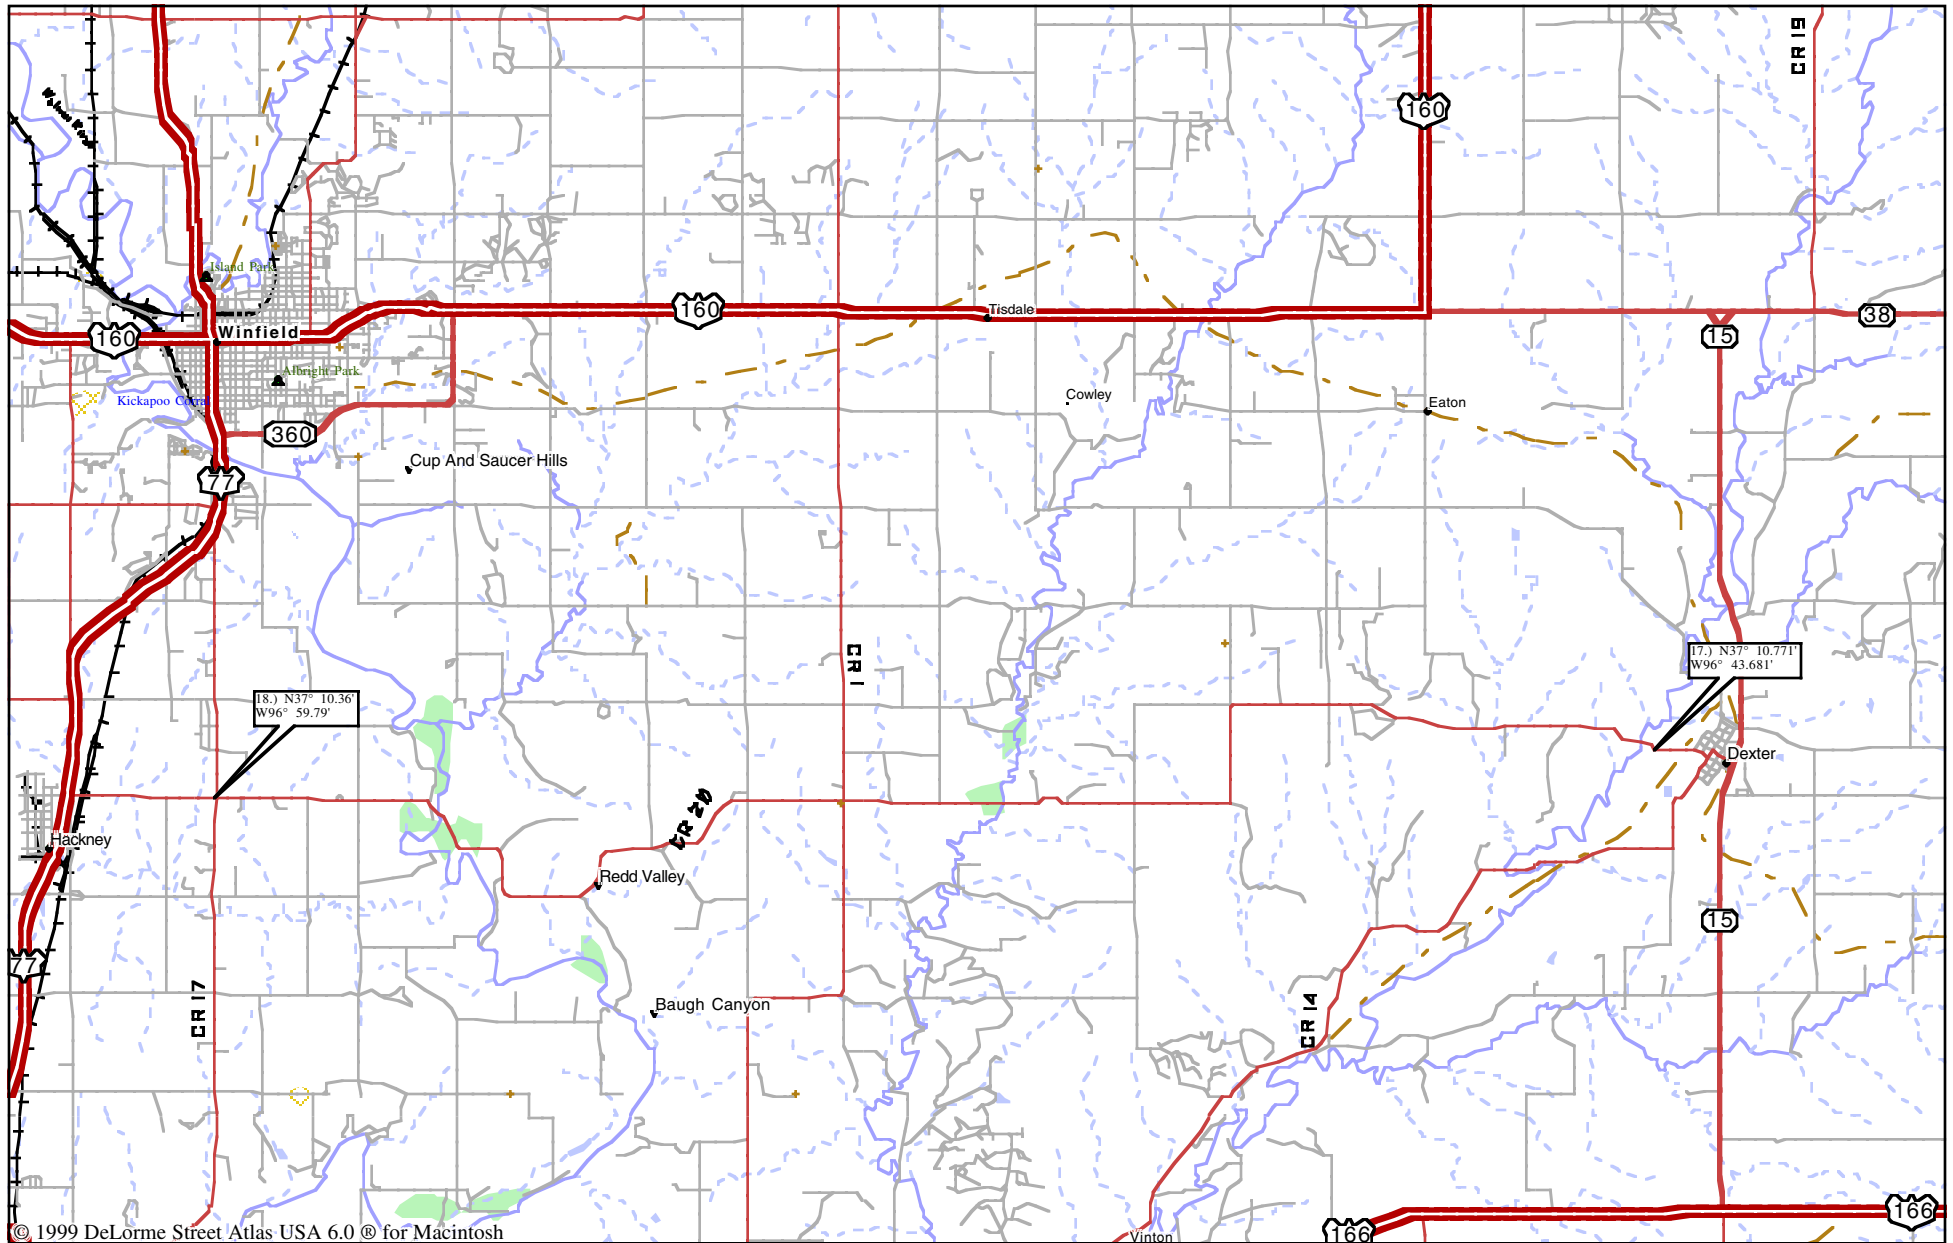 CR 19
160
Island Park
160
Tisdale
38
15
Winfield
160
Albright Park
Kickapoo Corral
Cowley
Eaton
360
Cup And Saucer Hills
77
CR 1
17.) N37° 10.771'
W96° 43.681'
18.) N37° 10.36'
W96° 59.79'
Dexter
Hackney
Redd Valley
15
77
CR 17
Baugh Canyon
CR 14
166
166
Vinton
© 1999 DeLorme Street Atlas USA 6.0 ® for Macintosh